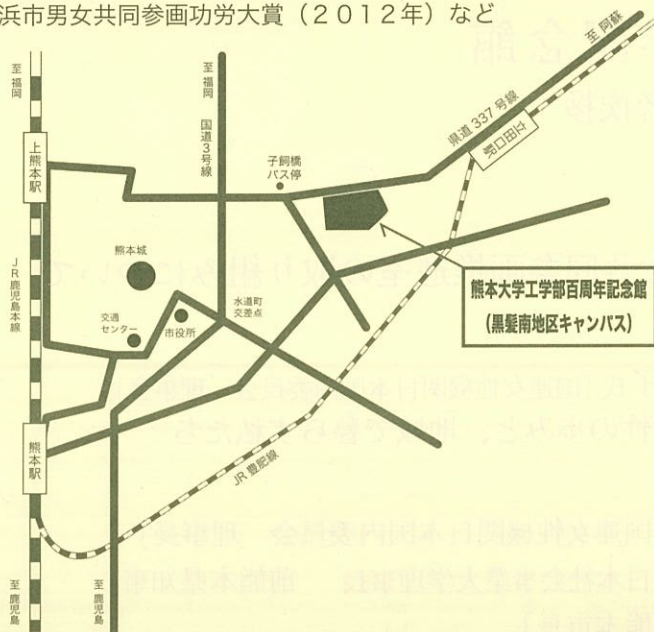 浜市男女共同参画功労大賞（２０１２年）など
至 阿蘇
至 福岡
至 福岡
国道３号線
県道 337 号線
立田口駅
子飼橋
バス停
上熊本駅
熊本城
JR鹿児島本線
水道町
交差点
交通
センター
市役所
熊本大学工学部百周年記念館
(黒髪南地区キャンパス)
熊本駅
JR 豊肥線
至 鹿児島
至 鹿児島